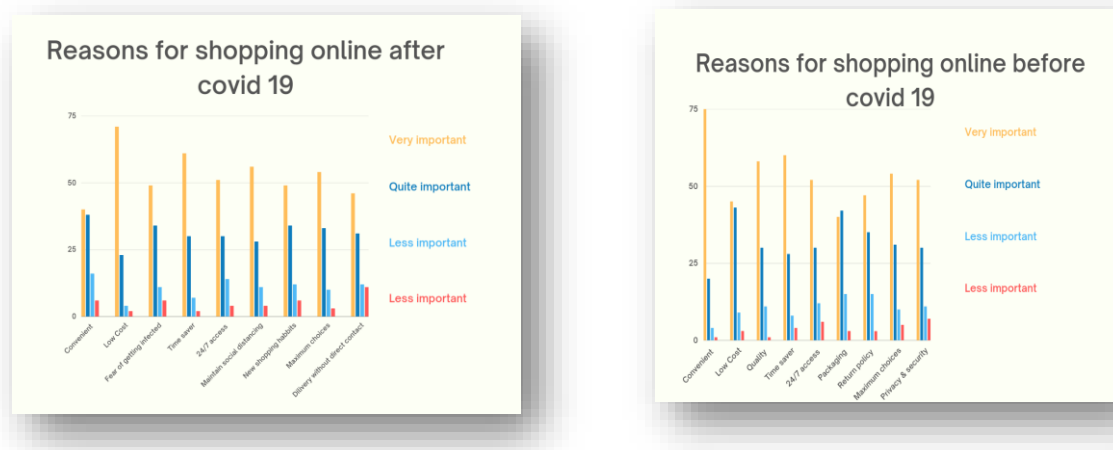 Reasons for shopping online after
covid 19
75
50
25
0
Convenient
Low Cost
Fear of getting infected
Time saver
24/7 access
Maintain social distancing
New shopping habbits
Maximum choices
Dilivery without direct contact
Very important
Quite important
Less important
Less important
Reasons for shopping online before
covid 19
75
50
25
0
Convenient
Low Cost
Quality
Time saver
24/7 access
Packaging
Return policy
Maximum choices
Privacy & security
Very important
Quite important
Less important
Less important